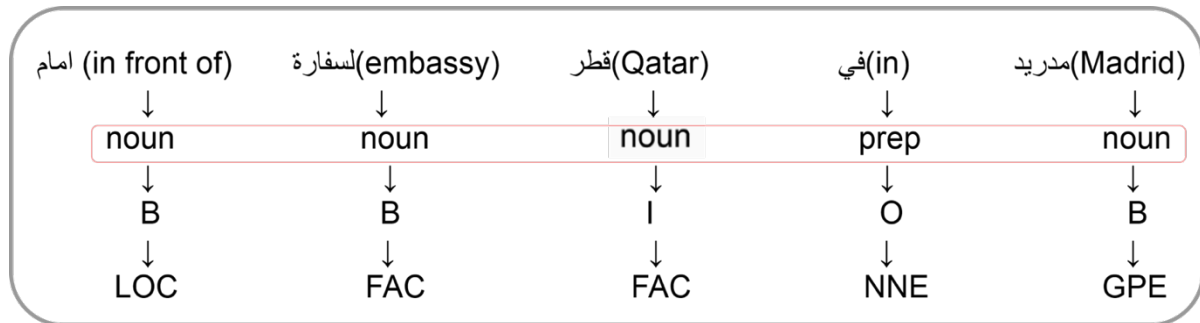 امام (in front of) لسفارة(embassy) قطر(Qatar) في(in) مدريد(Madrid)
↓ ↓ ↓ ↓ ↓
noun noun noun prep noun
↓ ↓ ↓ ↓ ↓
B B I O B
↓ ↓ ↓ ↓ ↓
LOC FAC FAC NNE GPE